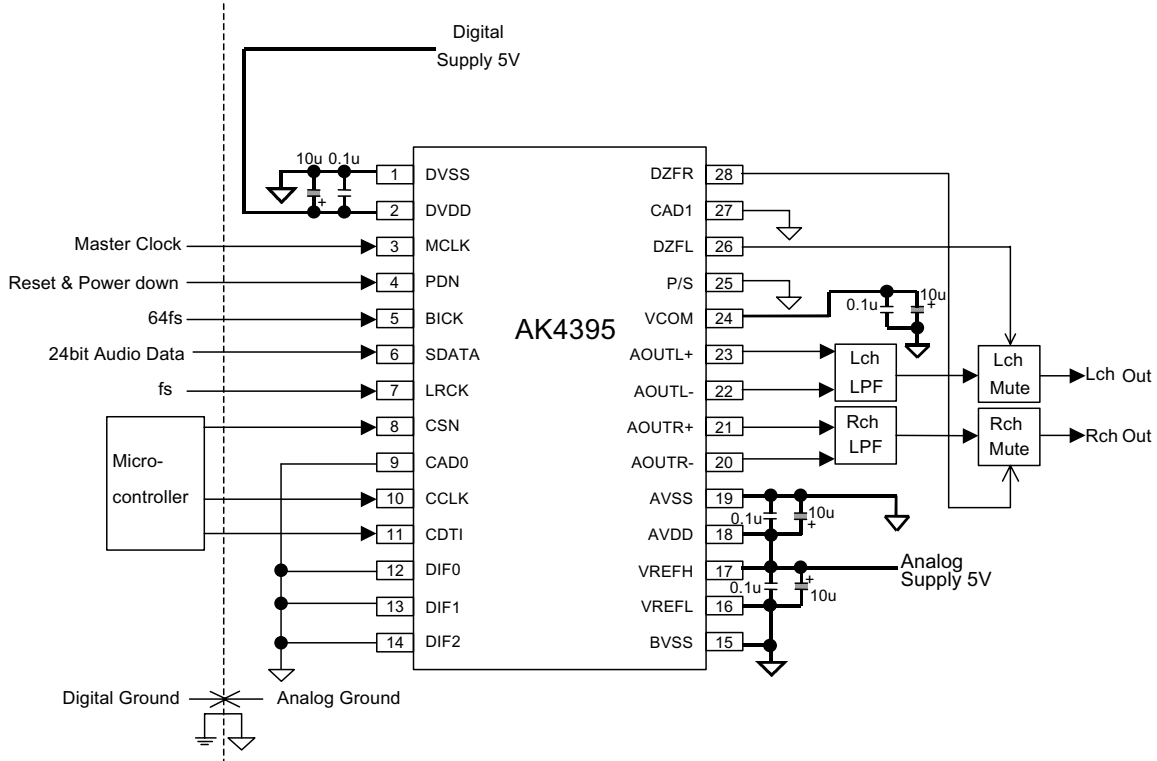 Digital
Supply 5V
10u 0.1u
+
1 DVSS
2 DVDD
Master Clock 3 MCLK
Reset & Power down 4 PDN
64fs 5 BICK
24bit Audio Data 6 SDATA
fs 7 LRCK
8 CSN
9 CAD0
10 CCLK
11 CDTI
12 DIF0
13 DIF1
14 DIF2
Micro-
controller
AK4395
DZFR 28
CAD1 27
DZFL 26
P/S 25
VCOM 24
AOUTL+ 23
AOUTL- 22
AOUTR+ 21
AOUTR- 20
AVSS 19
AVDD 18
VREFH 17
VREFL 16
BVSS 15
0.1u 10u
+
Lch
LPF
Rch
LPF
Lch
Mute
Rch
Mute
Lch Out
Rch Out
0.1u 10u
+
Analog
Supply 5V
0.1u +
10u
Digital Ground Analog Ground